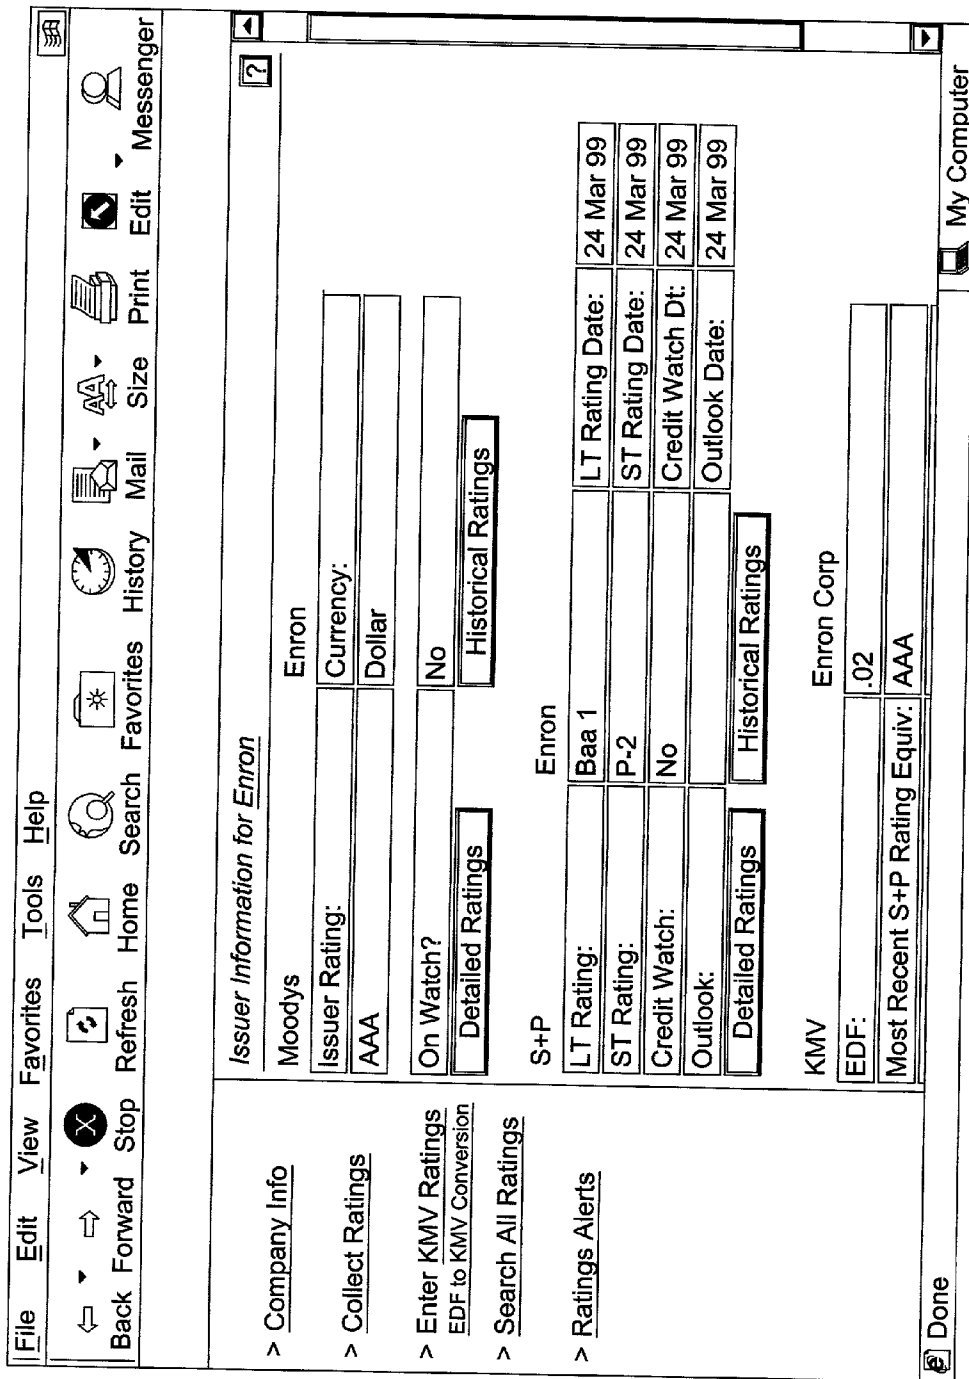 File Edit View Favorites Tools Help
Back Forward Stop Refresh Home Search Favorites History Mail Size Print Edit Messenger
> Company Info
> Collect Ratings
> Enter KMV Ratings
EDF to KMV Conversion
> Search All Ratings
> Ratings Alerts
Issuer Information for Enron ?
Moodys Enron
Issuer Rating: Currency:
AAA Dollar
On Watch? No
Detailed Ratings Historical Ratings
S+P Enron
LT Rating: Baa 1 LT Rating Date: 24 Mar 99
ST Rating: P-2 ST Rating Date: 24 Mar 99
Credit Watch: No Credit Watch Dt: 24 Mar 99
Outlook: Outlook Date: 24 Mar 99
Detailed Ratings Historical Ratings
KMV Enron Corp
EDF: .02
Most Recent S+P Rating Equiv: AAA
Done My Computer